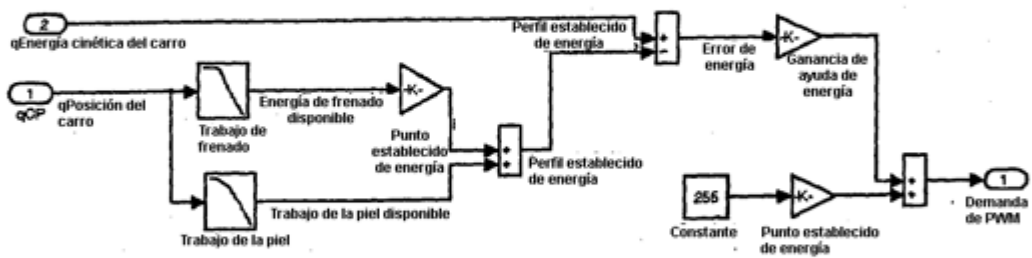 2
qEnergía cinética del carro
Perfil establecido
de energía
+
-
Error de
energía
-K-
Ganancia de
ayuda de
energía
1
qCP
qPosición del
carro
Trabajo de
frenado
Energía de frenado
disponible
-K-
Punto
establecido
de energía
+
+
Perfil establecido
de energía
Trabajo de la piel
Trabajo de la piel disponible
255
Constante
-K-
Punto establecido
de energía
+
+
1
Demanda
de PWM